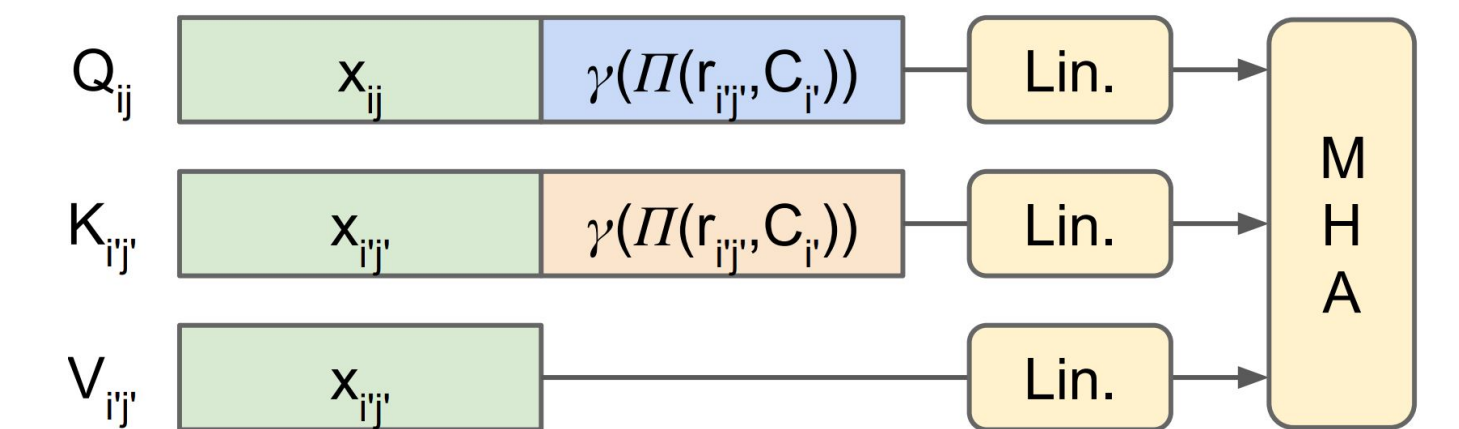 Q_ij x_ij γ(Π(r_i'j',C_i')) Lin.
K_i'j' x_i'j' γ(Π(r_i'j',C_i')) Lin.
V_i'j' x_i'j' Lin.
M
H
A